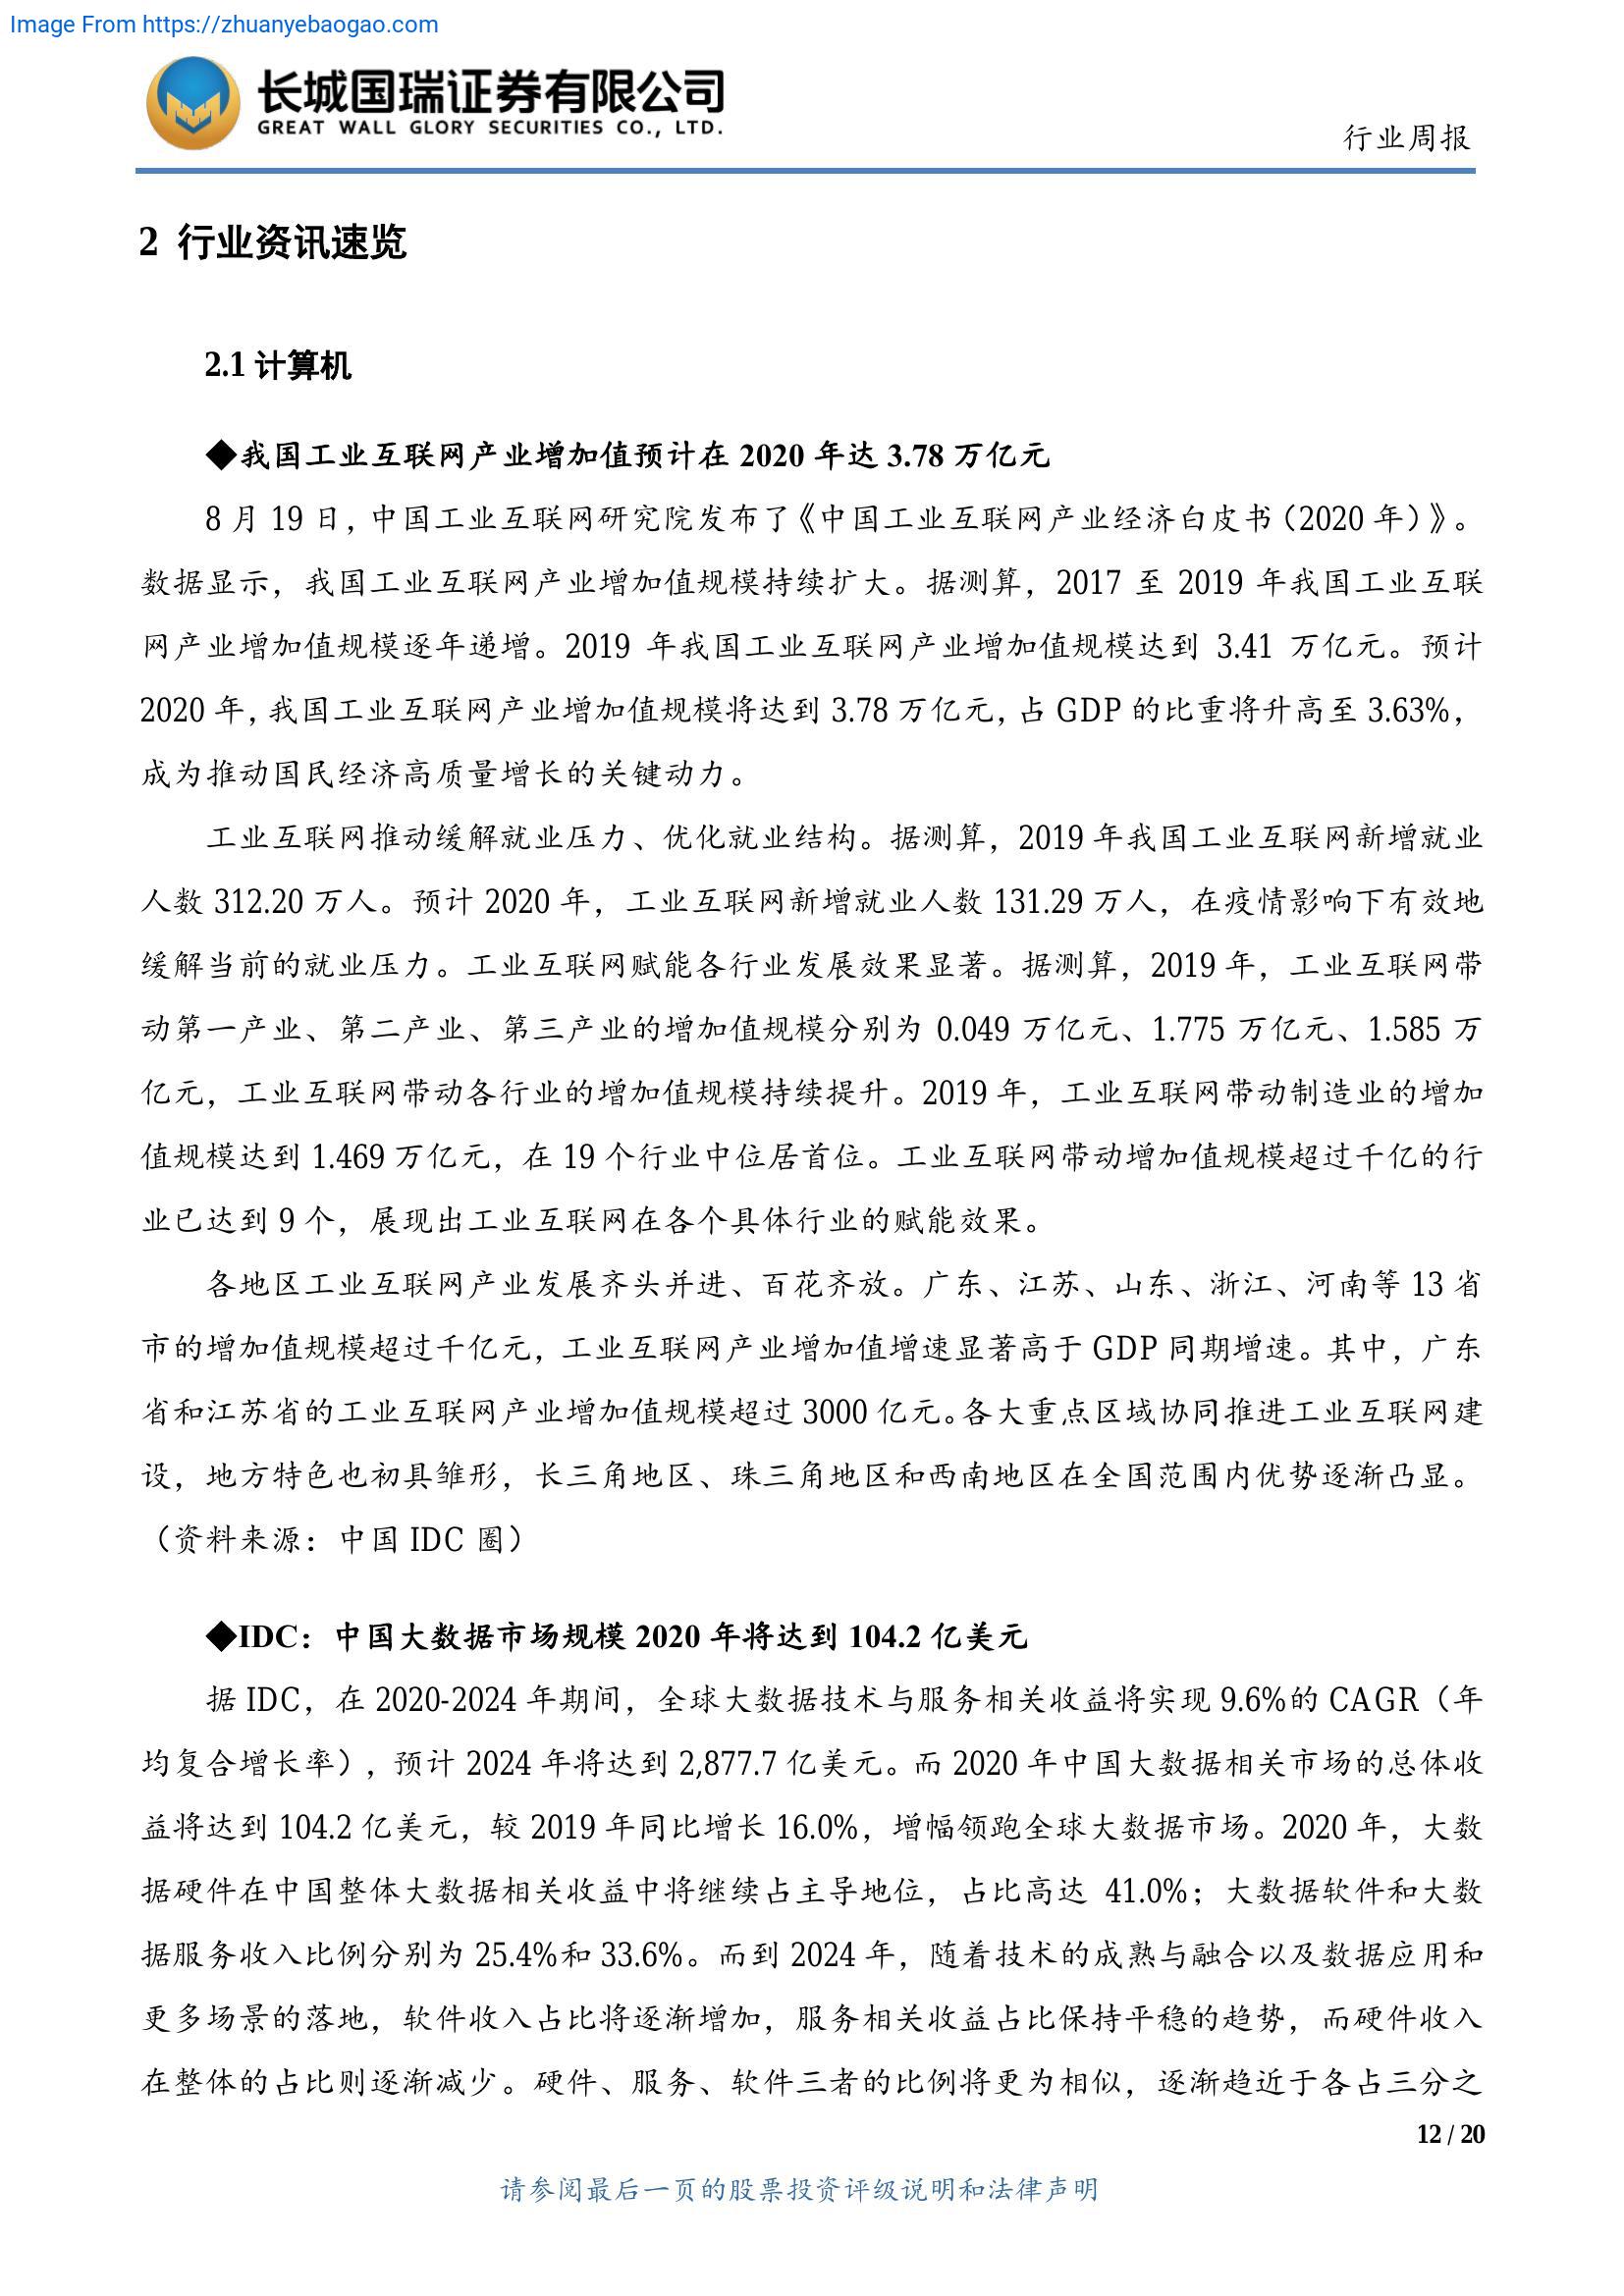 Image From https://zhuanyebaogao.com
长城国瑞证券有限公司
GREAT WALL GLORY SECURITIES CO., LTD.
行业周报
2 行业资讯速览
2.1 计算机
◆我国工业互联网产业增加值预计在 2020 年达 3.78 万亿元
8 月 19 日，中国工业互联网研究院发布了《中国工业互联网产业经济白皮书（2020 年）》。
数据显示，我国工业互联网产业增加值规模持续扩大。据测算，2017 至 2019 年我国工业互联
网产业增加值规模逐年递增。2019 年我国工业互联网产业增加值规模达到 3.41 万亿元。预计
2020 年，我国工业互联网产业增加值规模将达到 3.78 万亿元，占 GDP 的比重将升高至 3.63%，
成为推动国民经济高质量增长的关键动力。
工业互联网推动缓解就业压力、优化就业结构。据测算，2019 年我国工业互联网新增就业
人数 312.20 万人。预计 2020 年，工业互联网新增就业人数 131.29 万人，在疫情影响下有效地
缓解当前的就业压力。工业互联网赋能各行业发展效果显著。据测算，2019 年，工业互联网带
动第一产业、第二产业、第三产业的增加值规模分别为 0.049 万亿元、1.775 万亿元、1.585 万
亿元，工业互联网带动各行业的增加值规模持续提升。2019 年，工业互联网带动制造业的增加
值规模达到 1.469 万亿元，在 19 个行业中位居首位。工业互联网带动增加值规模超过千亿的行
业已达到 9 个，展现出工业互联网在各个具体行业的赋能效果。
各地区工业互联网产业发展齐头并进、百花齐放。广东、江苏、山东、浙江、河南等 13 省
市的增加值规模超过千亿元，工业互联网产业增加值增速显著高于 GDP 同期增速。其中，广东
省和江苏省的工业互联网产业增加值规模超过 3000 亿元。各大重点区域协同推进工业互联网建
设，地方特色也初具雏形，长三角地区、珠三角地区和西南地区在全国范围内优势逐渐凸显。
（资料来源：中国 IDC 圈）
◆IDC：中国大数据市场规模 2020 年将达到 104.2 亿美元
据 IDC，在 2020-2024 年期间，全球大数据技术与服务相关收益将实现 9.6%的 CAGR（年
均复合增长率），预计 2024 年将达到 2,877.7 亿美元。而 2020 年中国大数据相关市场的总体收
益将达到 104.2 亿美元，较 2019 年同比增长 16.0%，增幅领跑全球大数据市场。2020 年，大数
据硬件在中国整体大数据相关收益中将继续占主导地位，占比高达 41.0%；大数据软件和大数
据服务收入比例分别为 25.4%和 33.6%。而到 2024 年，随着技术的成熟与融合以及数据应用和
更多场景的落地，软件收入占比将逐渐增加，服务相关收益占比保持平稳的趋势，而硬件收入
在整体的占比则逐渐减少。硬件、服务、软件三者的比例将更为相似，逐渐趋近于各占三分之
12 / 20
请参阅最后一页的股票投资评级说明和法律声明